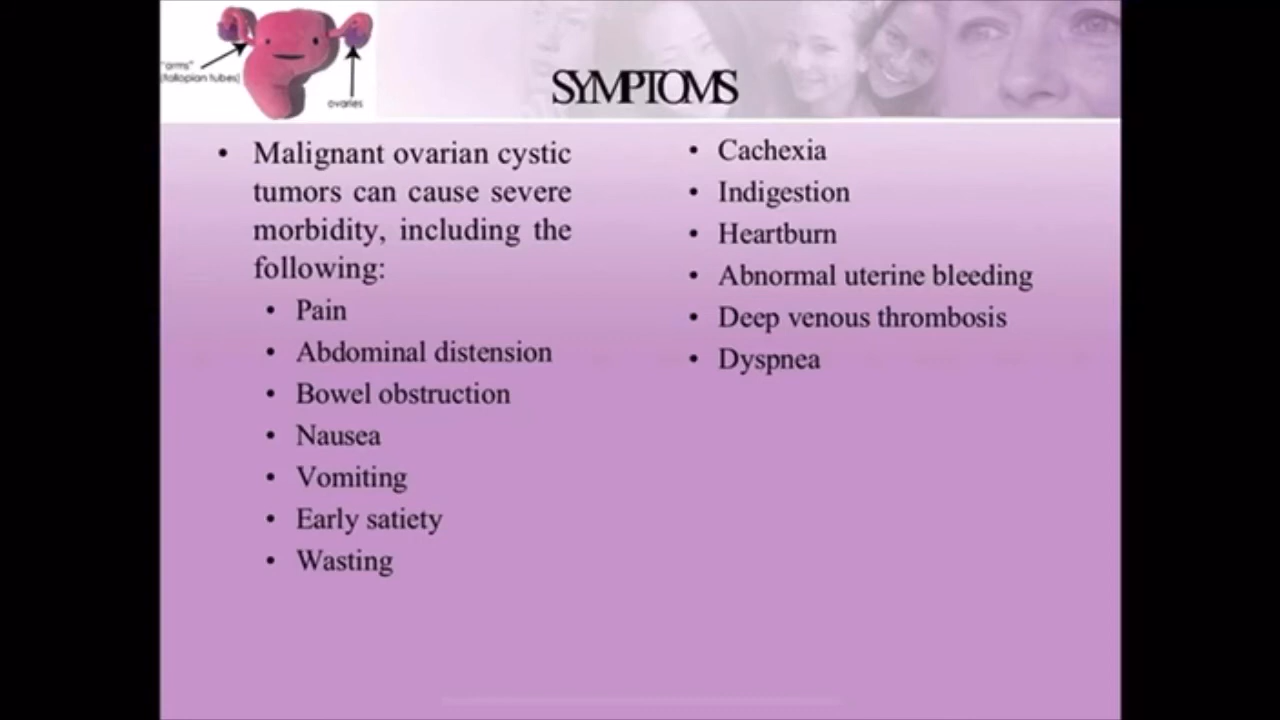 "arms"
(fallopian tubes)
ovaries
SYMPTOMS
• Malignant ovarian cystic
tumors can cause severe
morbidity, including the
following:
• Pain
• Abdominal distension
• Bowel obstruction
• Nausea
• Vomiting
• Early satiety
• Wasting
• Cachexia
• Indigestion
• Heartburn
• Abnormal uterine bleeding
• Deep venous thrombosis
• Dyspnea